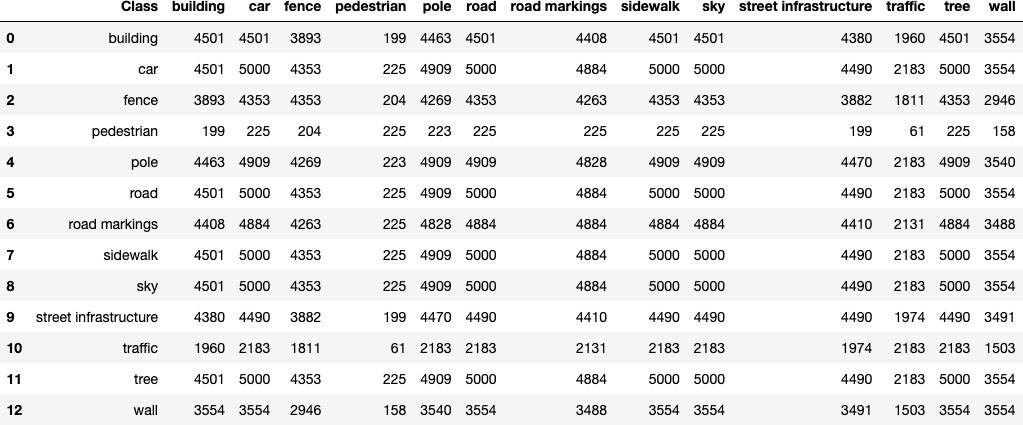 Class building car fence pedestrian pole road road markings sidewalk sky street infrastructure traffic tree wall
0 building 4501 4501 3893 199 4463 4501 4408 4501 4501 4380 1960 4501 3554
1 car 4501 5000 4353 225 4909 5000 4884 5000 5000 4490 2183 5000 3554
2 fence 3893 4353 4353 204 4269 4353 4263 4353 4353 3882 1811 4353 2946
3 pedestrian 199 225 204 225 223 225 225 225 225 199 61 225 158
4 pole 4463 4909 4269 223 4909 4909 4828 4909 4909 4470 2183 4909 3540
5 road 4501 5000 4353 225 4909 5000 4884 5000 5000 4490 2183 5000 3554
6 road markings 4408 4884 4263 225 4828 4884 4884 4884 4884 4410 2131 4884 3488
7 sidewalk 4501 5000 4353 225 4909 5000 4884 5000 5000 4490 2183 5000 3554
8 sky 4501 5000 4353 225 4909 5000 4884 5000 5000 4490 2183 5000 3554
9 street infrastructure 4380 4490 3882 199 4470 4490 4410 4490 4490 4490 1974 4490 3491
10 traffic 1960 2183 1811 61 2183 2183 2131 2183 2183 1974 2183 2183 1503
11 tree 4501 5000 4353 225 4909 5000 4884 5000 5000 4490 2183 5000 3554
12 wall 3554 3554 2946 158 3540 3554 3488 3554 3554 3491 1503 3554 3554